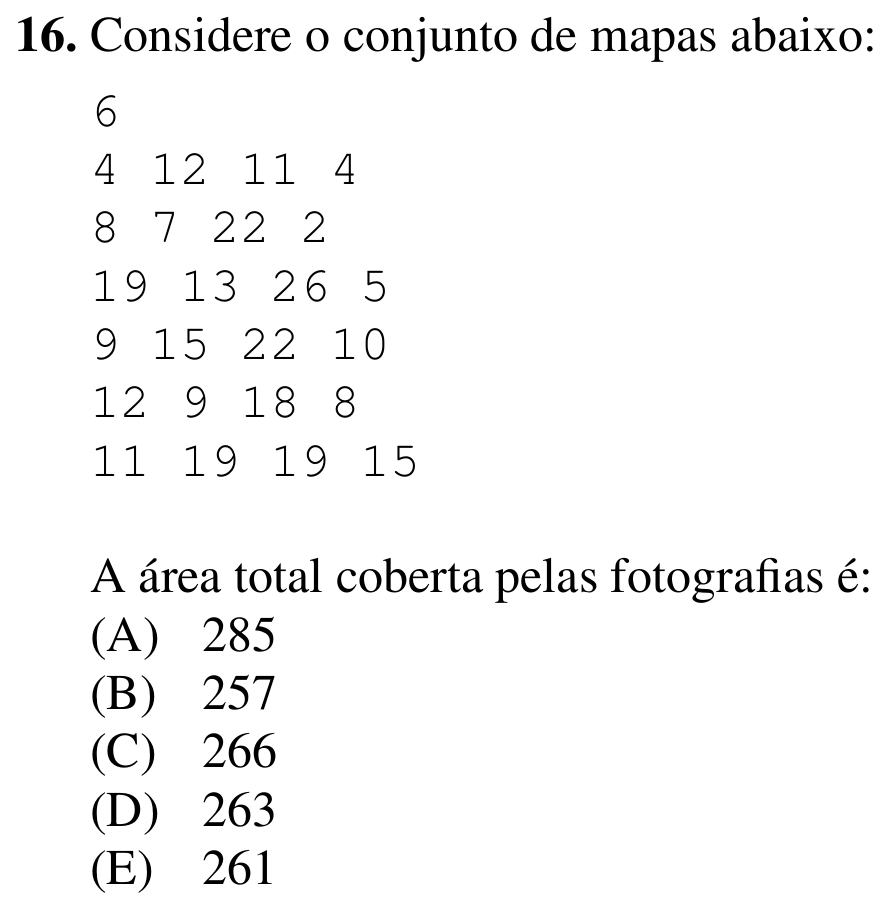 16. Considere o conjunto de mapas abaixo:
6
4 12 11 4
8 7 22 2
19 13 26 5
9 15 22 10
12 9 18 8
11 19 19 15
A área total coberta pelas fotografias é:
(A) 285
(B) 257
(C) 266
(D) 263
(E) 261